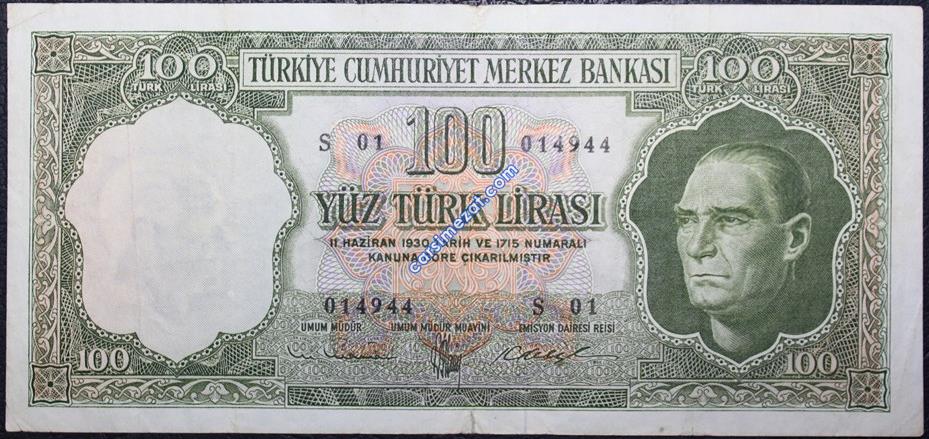 100 TÜRKİYE CUMHURİYET MERKEZ BANKASI 100
TÜRK LİRASI TÜRK LİRASI
S 01 100 014944
YÜZ TÜRK LİRASI
11 HAZİRAN 1930 TARİH VE 1715 NUMARALI
KANUNA GÖRE ÇIKARILMIŞTIR
carsimezat.com
014944 S 01
UMUM MÜDÜR UMUM MÜDÜR MUAVİNİ EMİSYON DAİRESİ REİSİ
100 100